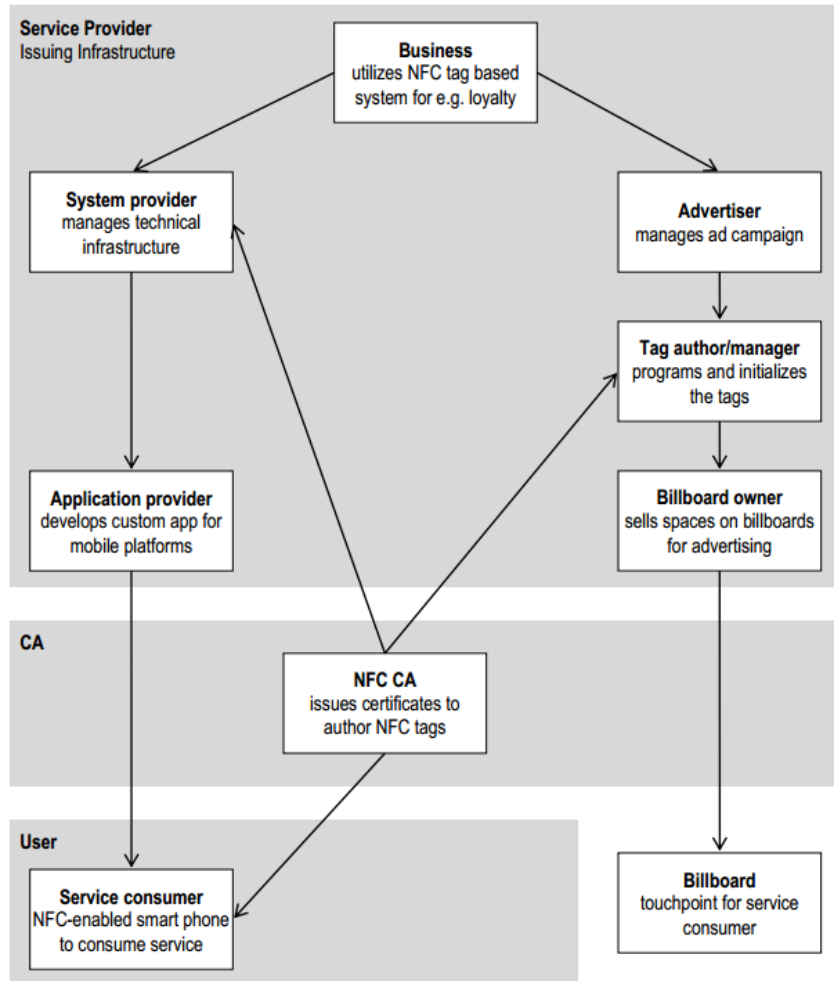 Service Provider
Issuing Infrastructure
Business
utilizes NFC tag based
system for e.g. loyalty
System provider
manages technical
infrastructure
Advertiser
manages ad campaign
Tag author/manager
programs and initializes
the tags
Application provider
develops custom app for
mobile platforms
Billboard owner
sells spaces on billboards
for advertising
CA
NFC CA
issues certificates to
author NFC tags
User
Service consumer
NFC-enabled smart phone
to consume service
Billboard
touchpoint for service
consumer